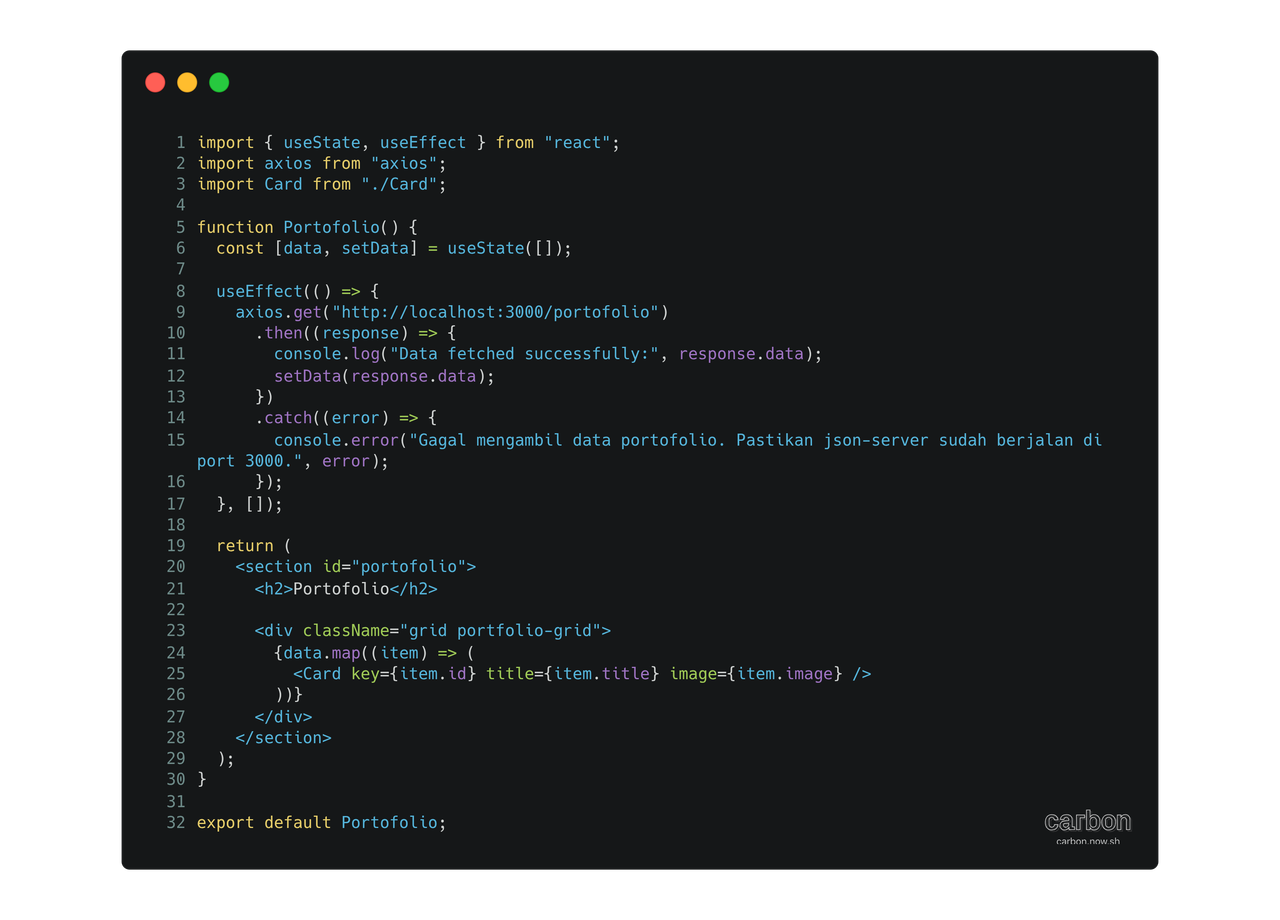 1 import { useState, useEffect } from "react";
2 import axios from "axios";
3 import Card from "./Card";
4
5 function Portofolio() {
6   const [data, setData] = useState([]);
7
8   useEffect(() => {
9     axios.get("http://localhost:3000/portofolio")
10       .then((response) => {
11         console.log("Data fetched successfully:", response.data);
12         setData(response.data);
13       })
14       .catch((error) => {
15         console.error("Gagal mengambil data portofolio. Pastikan json-server sudah berjalan di
port 3000.", error);
16       });
17   }, []);
18
19   return (
20     <section id="portofolio">
21       <h2>Portofolio</h2>
22
23       <div className="grid portfolio-grid">
24         {data.map((item) => (
25           <Card key={item.id} title={item.title} image={item.image} />
26         ))}
27       </div>
28     </section>
29   );
30 }
31
32 export default Portofolio;
carbon
carbon.now.sh